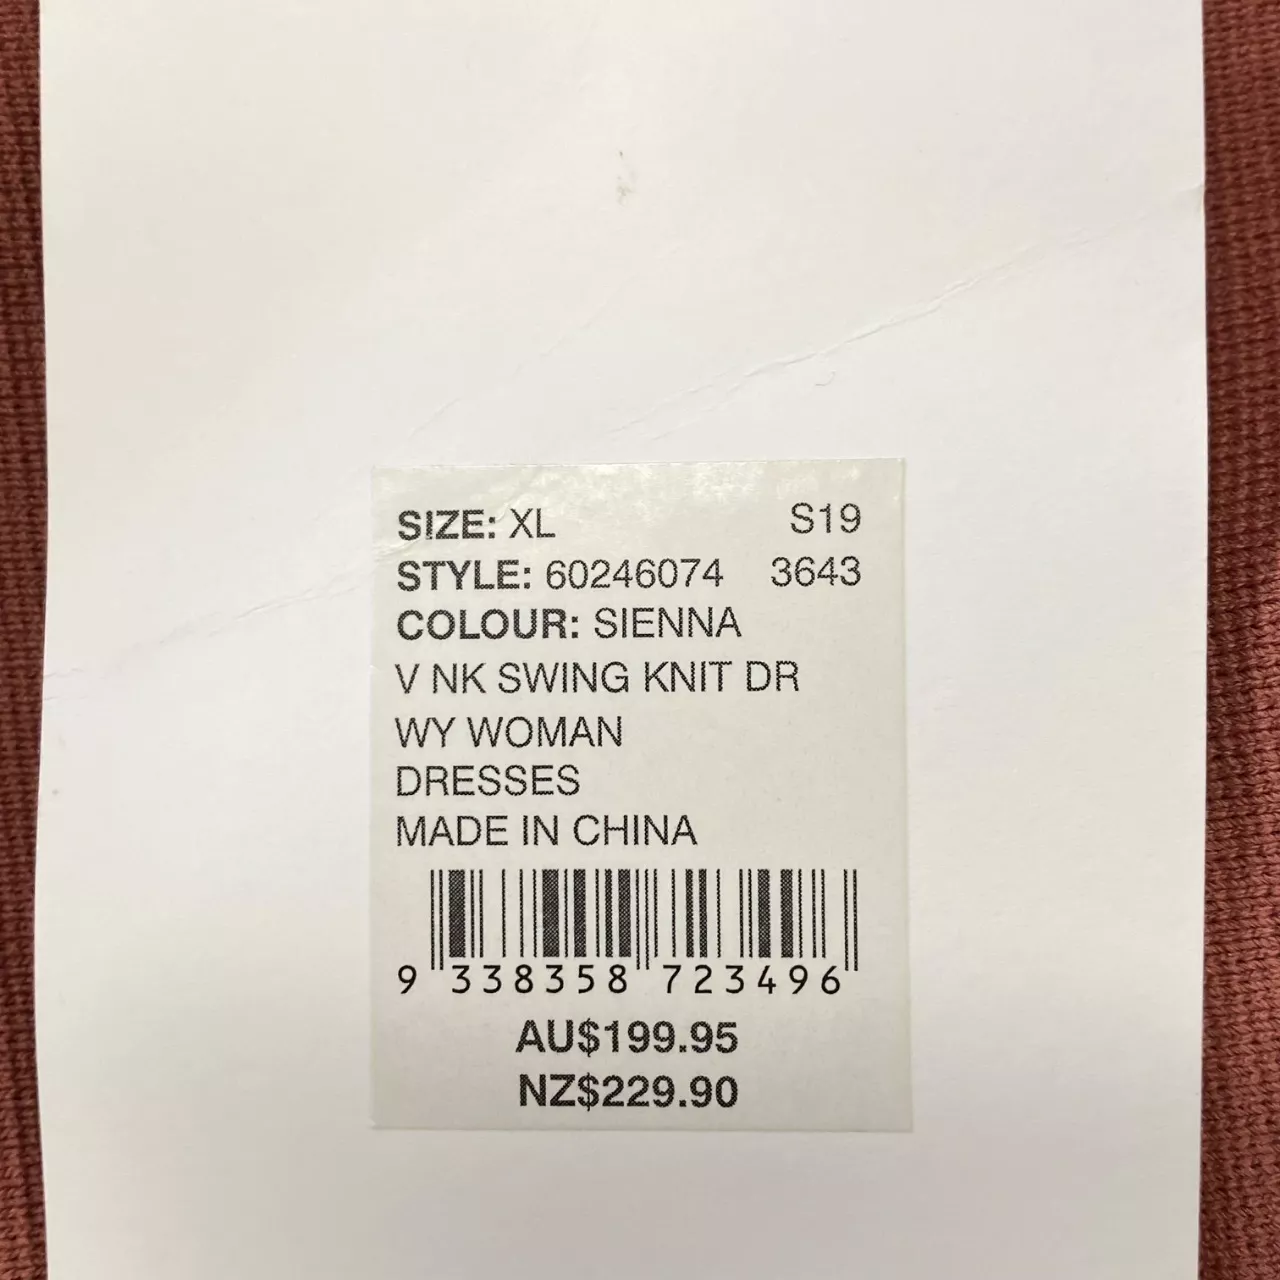 SIZE: XL S19
STYLE: 60246074 3643
COLOUR: SIENNA
V NK SWING KNIT DR
WY WOMAN
DRESSES
MADE IN CHINA
9 338358 723496
AU$199.95
NZ$229.90